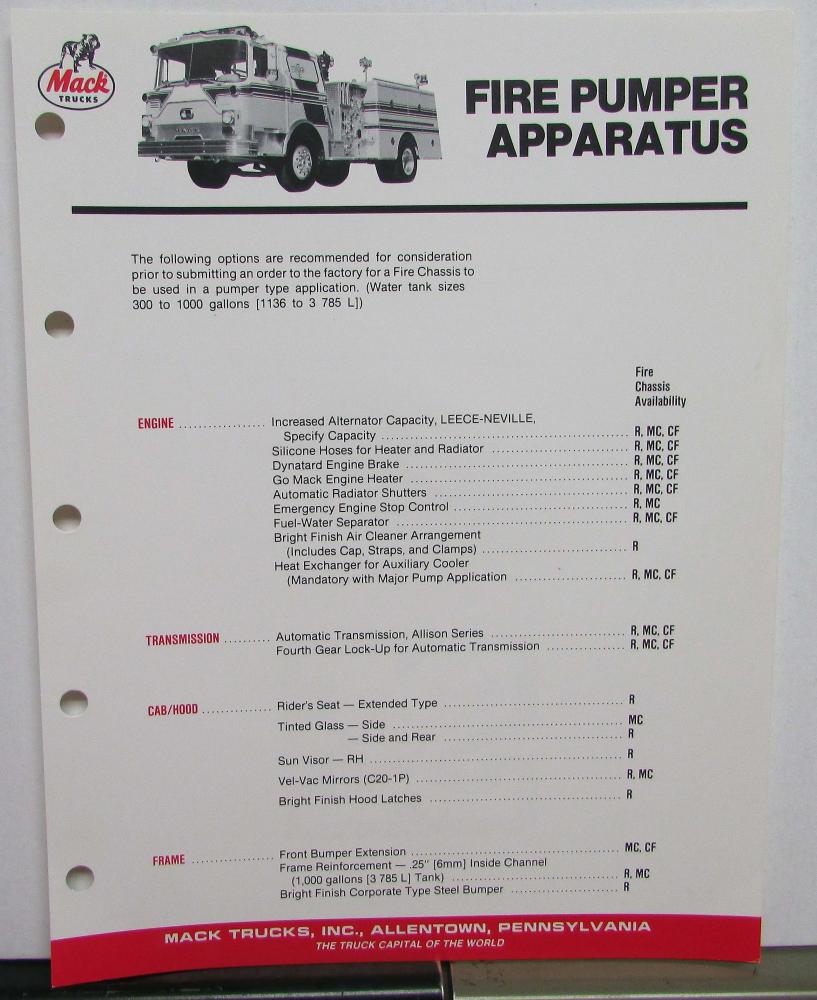 Mack
TRUCKS
FIRE PUMPER
APPARATUS
The following options are recommended for consideration
prior to submitting an order to the factory for a Fire Chassis to
be used in a pumper type application. (Water tank sizes
300 to 1000 gallons [1136 to 3 785 L])
Fire
Chassis
Availability
ENGINE .................. Increased Alternator Capacity, LEECE-NEVILLE,
Specify Capacity .................. R, MC, CF
Silicone Hoses for Heater and Radiator .................. R, MC, CF
Dynatard Engine Brake .................. R, MC, CF
Go Mack Engine Heater .................. R, MC, CF
Automatic Radiator Shutters .................. R, MC, CF
Emergency Engine Stop Control .................. R, MC
Fuel-Water Separator .................. R, MC, CF
Bright Finish Air Cleaner Arrangement
(Includes Cap, Straps, and Clamps) .................. R
Heat Exchanger for Auxiliary Cooler
(Mandatory with Major Pump Application .................. R, MC, CF
TRANSMISSION .......... Automatic Transmission, Allison Series .................. R, MC, CF
Fourth Gear Lock-Up for Automatic Transmission .................. R, MC, CF
CAB/HOOD ............... Rider's Seat — Extended Type .................. R
Tinted Glass — Side .................. MC
— Side and Rear .................. R
Sun Visor — RH .................. R
Vel-Vac Mirrors (C20-1P) .................. R, MC
Bright Finish Hood Latches .................. R
FRAME .................. Front Bumper Extension .................. MC, CF
Frame Reinforcement — .25" [6mm] Inside Channel
(1,000 gallons [3 785 L] Tank) .................. R, MC
Bright Finish Corporate Type Steel Bumper .................. R
MACK TRUCKS, INC., ALLENTOWN, PENNSYLVANIA
THE TRUCK CAPITAL OF THE WORLD